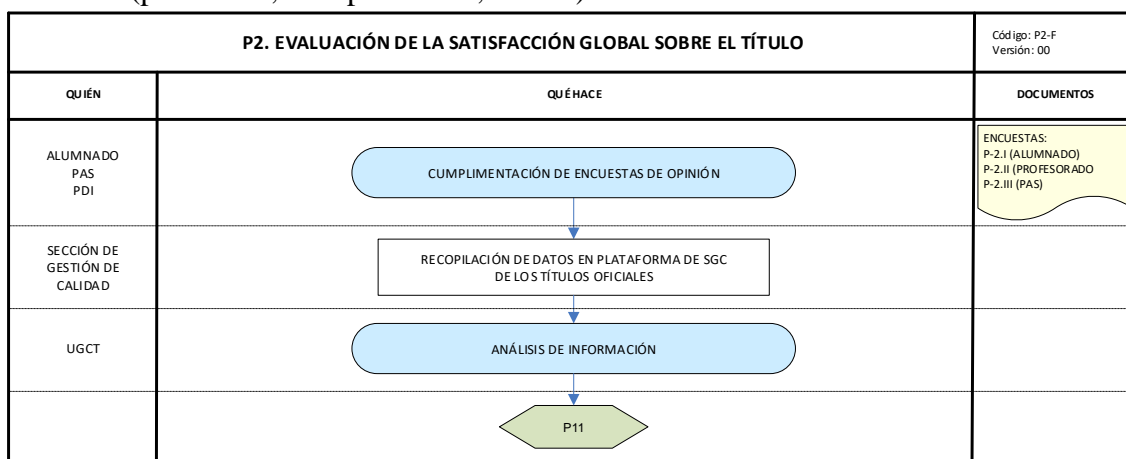 P2. EVALUACIÓN DE LA SATISFACCIÓN GLOBAL SOBRE EL TÍTULO
Código: P2-F
Versión: 00
QUIÉN
QUÉ HACE
DOCUMENTOS
ALUMNADO
PAS
PDI
CUMPLIMENTACIÓN DE ENCUESTAS DE OPINIÓN
ENCUESTAS:
P-2.I (ALUMNADO)
P-2.II (PROFESORADO
P-2.III (PAS)
SECCIÓN DE
GESTIÓN DE
CALIDAD
RECOPILACIÓN DE DATOS EN PLATAFORMA DE SGC
DE LOS TÍTULOS OFICIALES
UGCT
ANÁLISIS DE INFORMACIÓN
P11